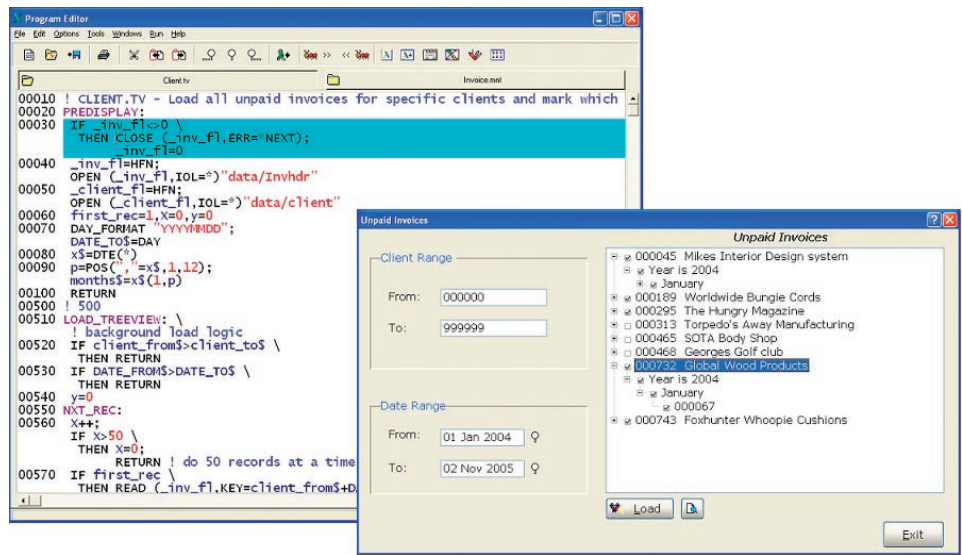 Program Editor
File Edit Options Tools Windows Run Help
Client.tv Invoice.mnt
00010 ! CLIENT.TV - Load all unpaid invoices for specific clients and mark which
00020 PREDISPLAY:
00030 IF _inv_fl<>0 \
THEN CLOSE (_inv_fl,ERR=*NEXT);
_inv_fl=0
00040 _inv_fl=HFN;
OPEN (_inv_fl,IOL=*)"data/Invhdr"
00050 _client_fl=HFN;
OPEN (_client_fl,IOL=*)"data/client"
00060 first_rec=1,X=0,y=0
00070 DAY_FORMAT "YYYYMMDD";
DATE_TO$=DAY
00080 x$=DTE(*)
00090 p=POS(","=x$,1,12);
months$=x$(1,p)
00100 RETURN
00500 ! 500
00510 LOAD_TREEVIEW: \
! background load logic
00520 IF client_from$>client_to$ \
THEN RETURN
00530 IF DATE_FROM$>DATE_TO$ \
THEN RETURN
00540 y=0
00550 NXT_REC:
00560 X++;
IF X>50 \
THEN X=0;
RETURN ! do 50 records at a time
00570 IF first_rec \
THEN READ (_inv_fl,KEY=client_from$+D
Unpaid Invoices
Unpaid Invoices
Client Range
From: 000000
To: 999999
Date Range
From: 01 Jan 2004
To: 02 Nov 2005
000045 Mikes Interior Design system
Year is 2004
January
000189 Worldwide Bungie Cords
000295 The Hungry Magazine
000313 Torpedo's Away Manufacturing
000465 SOTA Body Shop
000468 Georges Golf club
000732 Global Wood Products
Year is 2004
January
000067
000743 Foxhunter Whoopie Cushions
Load
Exit